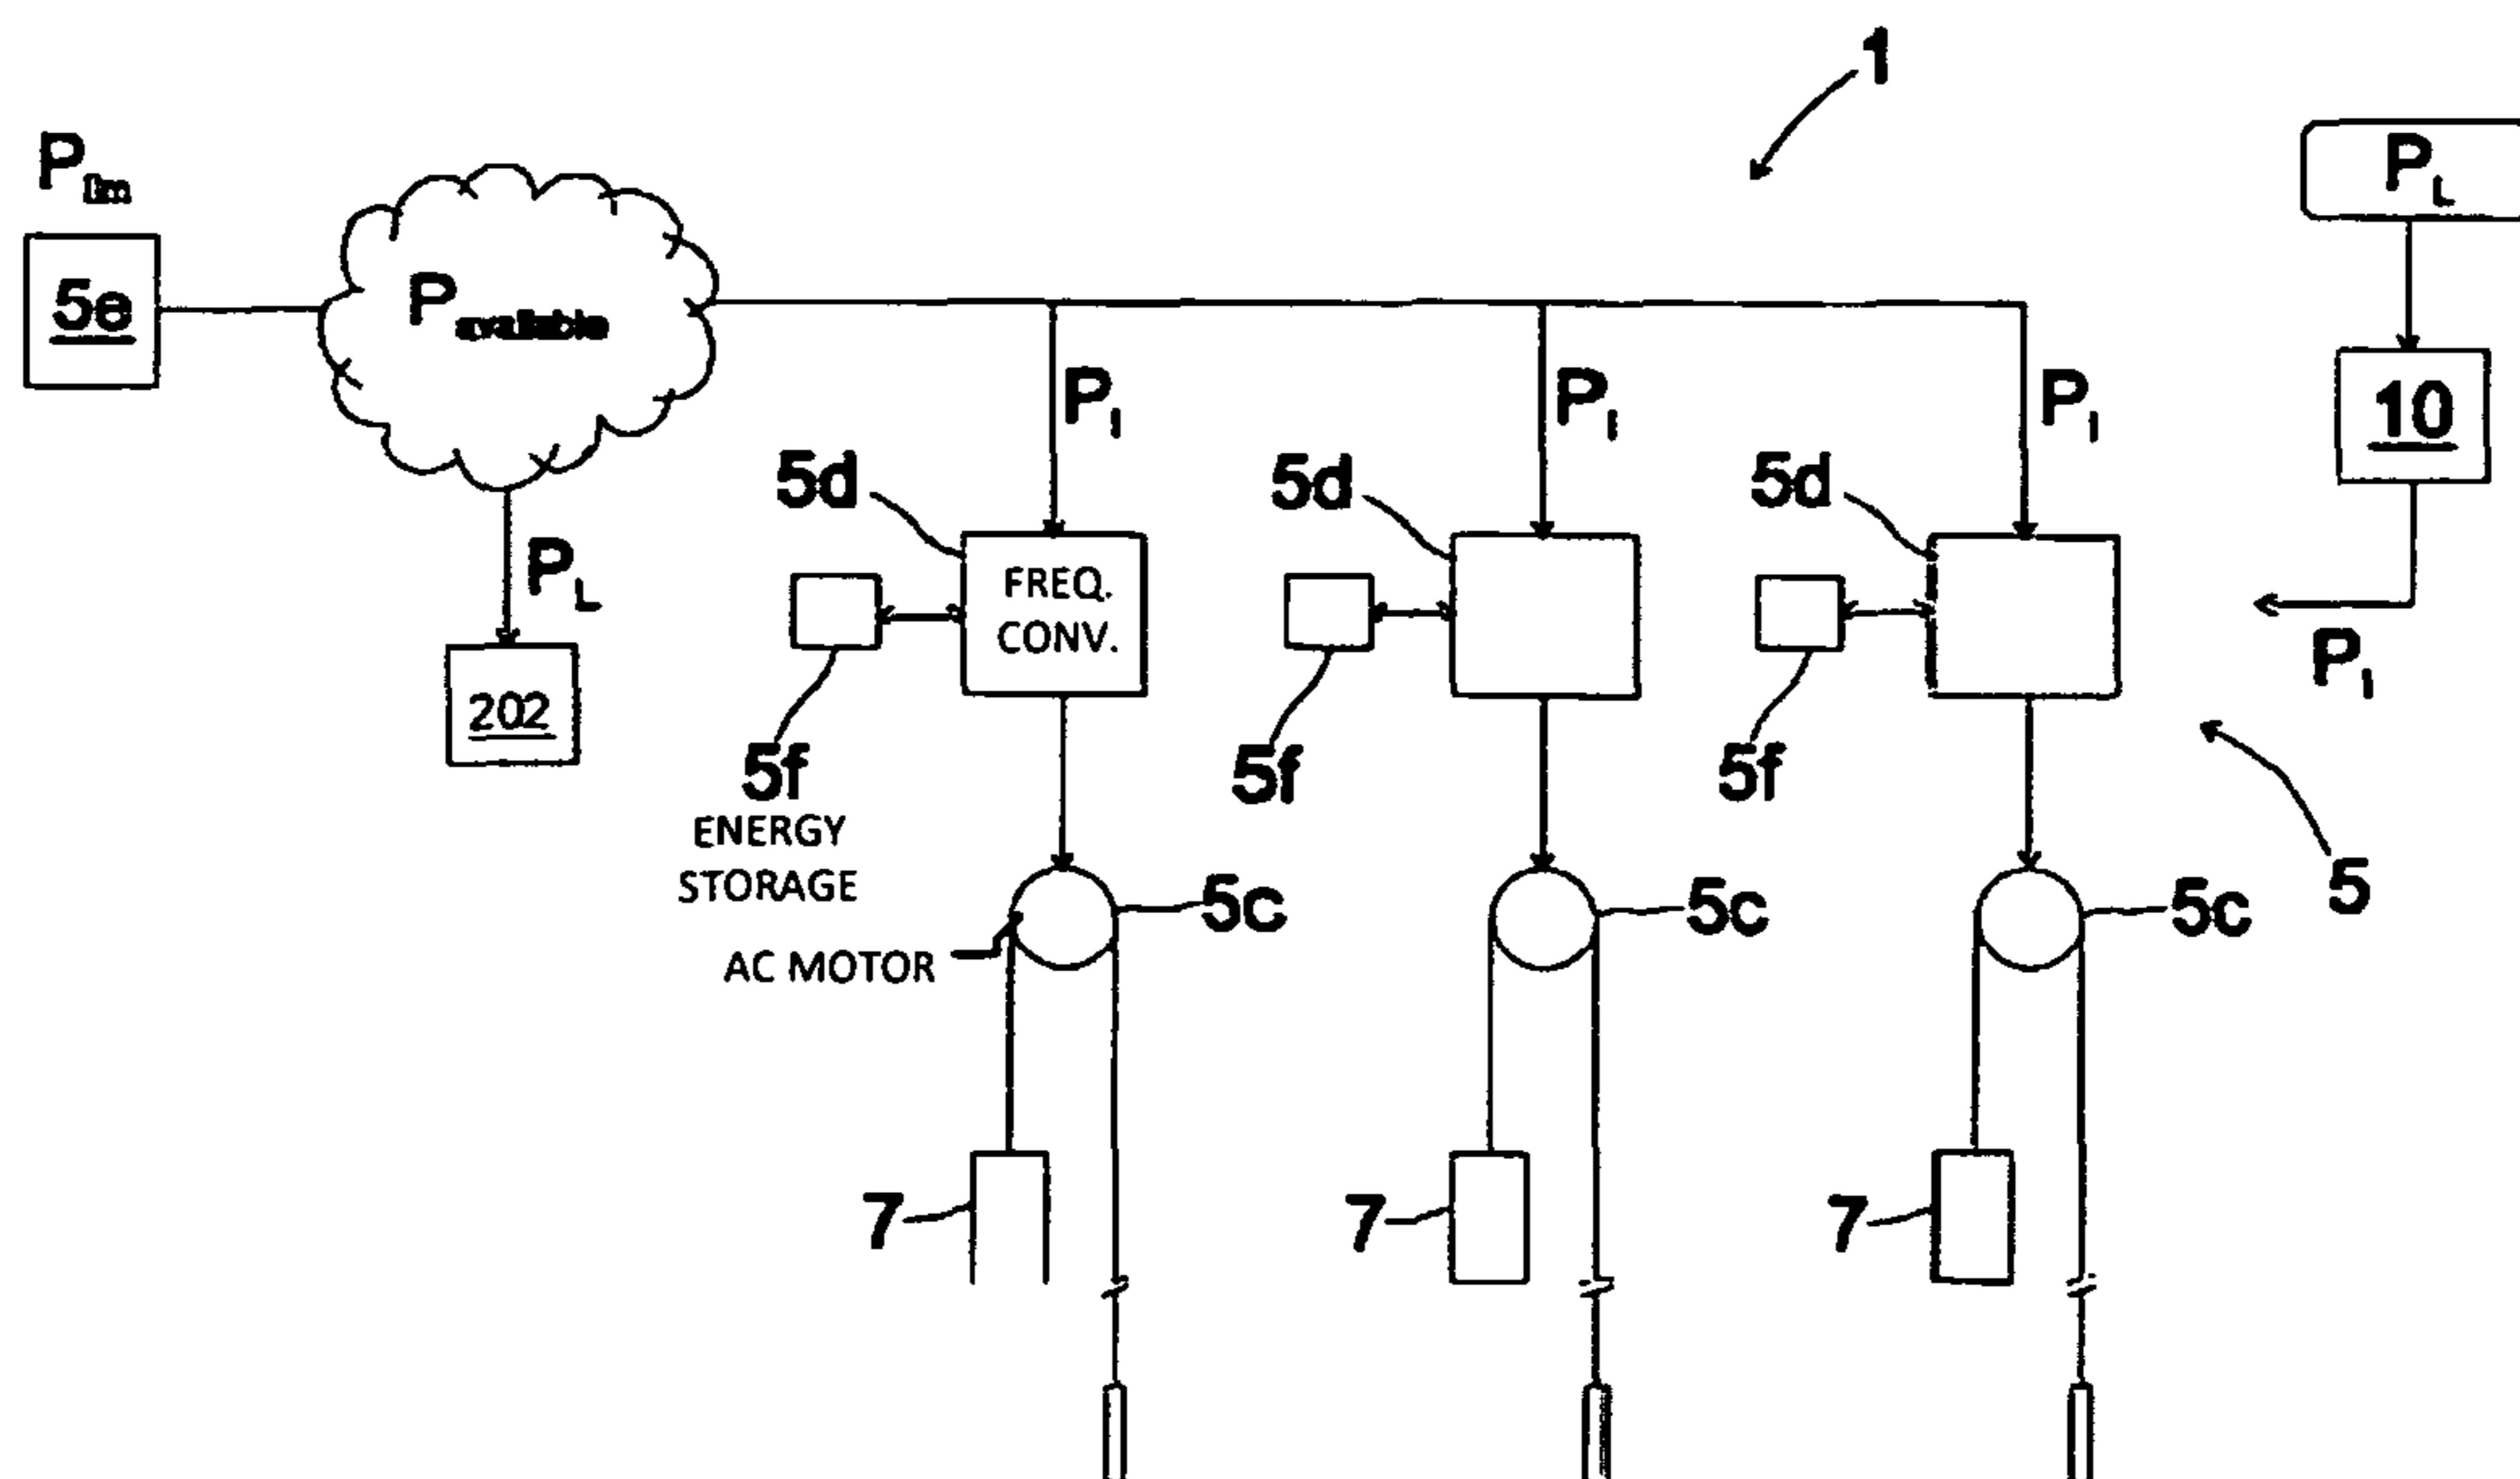 1
P_lim
P_L
5e
P_available
P_I
P_I
P_I
10
5d
5d
5d
P_L
FREQ.
CONV.
P_I
202
5f
5f
5f
ENERGY
STORAGE
5c
5c
5c
5
AC MOTOR
7
7
7